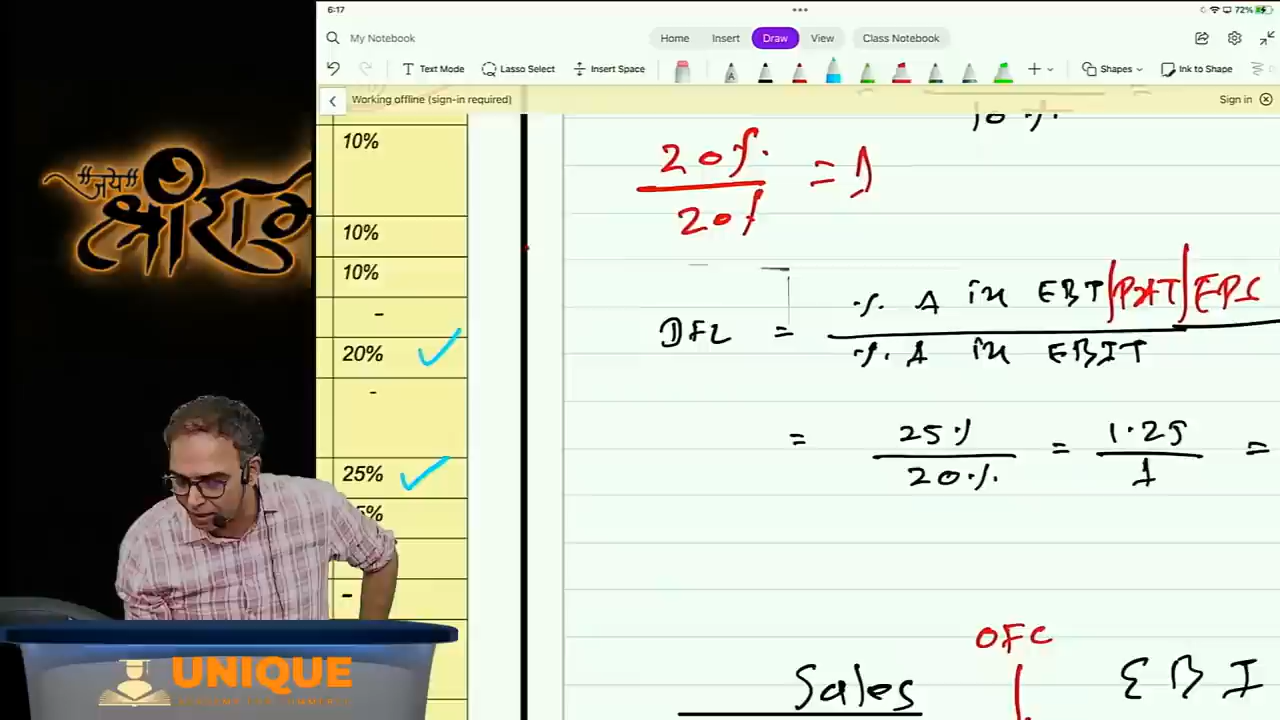 6:17
72%
My Notebook
Home Insert Draw View Class Notebook
Text Mode Lasso Select Insert Space Shapes Ink to Shape
Working offline (sign-in required) Sign in
#जय#
श्रीराम
10%
10%
10%
-
20%
-
25%
5%
-
10%.
20%.
20%
= 1
DFL = %. Δ in EBT/PAT/EPS
%. Δ in EBIT
= 25% = 1.25 =
20%. 1
OFC
Sales EBI
UNIQUE